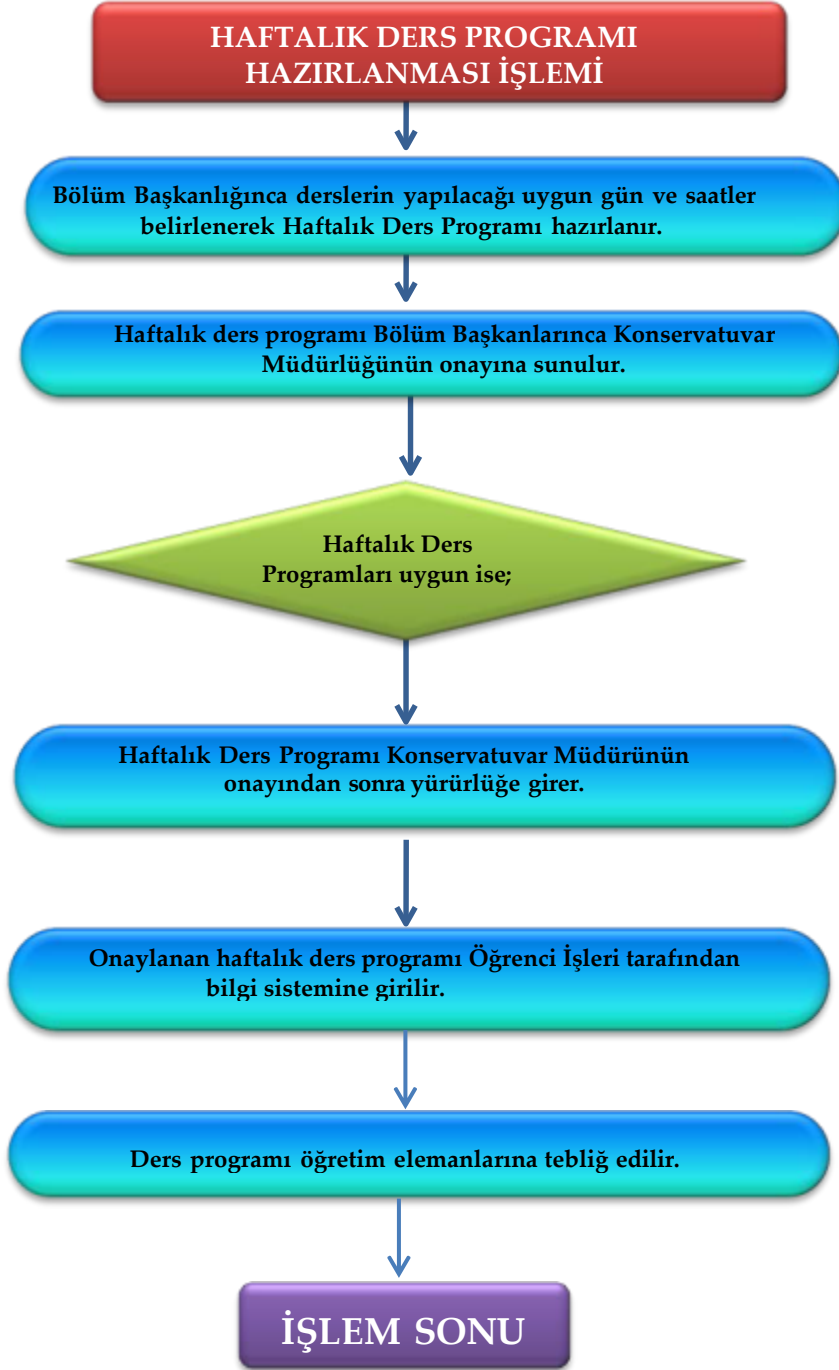 HAFTALIK DERS PROGRAMI
HAZIRLANMASI İŞLEMİ
Bölüm Başkanlığınca derslerin yapılacağı uygun gün ve saatler
belirlenerek Haftalık Ders Programı hazırlanır.
Haftalık ders programı Bölüm Başkanlarınca Konservatuvar
Müdürlüğünün onayına sunulur.
Haftalık Ders
Programları uygun ise;
Haftalık Ders Programı Konservatuvar Müdürünün
onayından sonra yürürlüğe girer.
Onaylanan haftalık ders programı Öğrenci İşleri tarafından
bilgi sistemine girilir.
Ders programı öğretim elemanlarına tebliğ edilir.
İŞLEM SONU